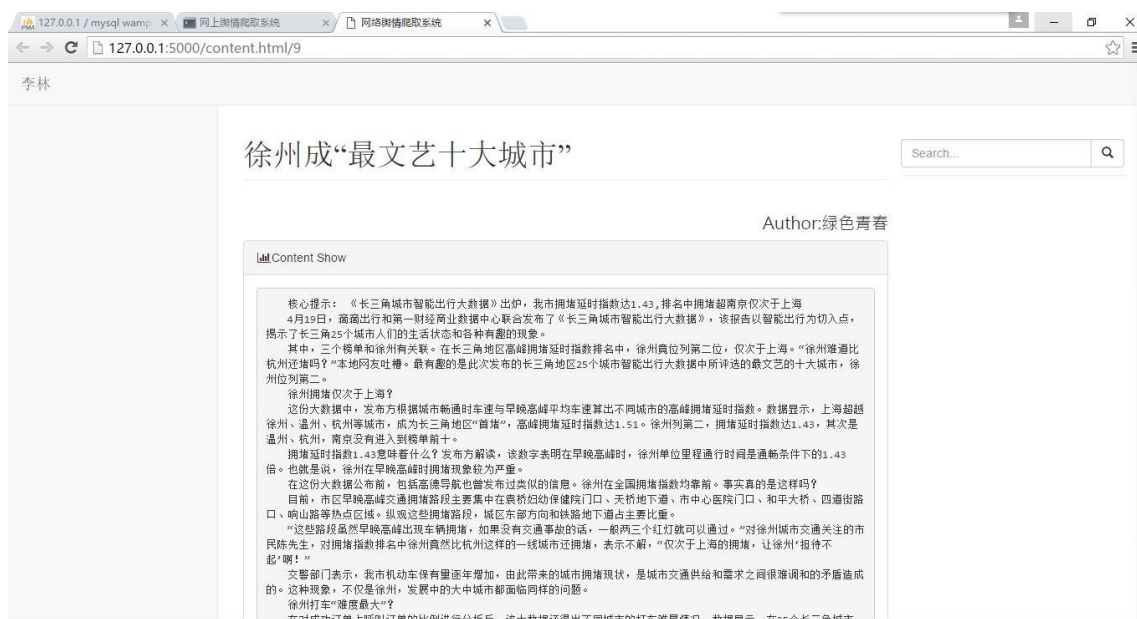 127.0.0.1 / mysql wamp
网上舆情爬取系统
网络舆情爬取系统
127.0.0.1:5000/content.html/9
李林
徐州成“最文艺十大城市”
Search...
Author:绿色青春
Content Show
核心提示： 《长三角城市智能出行大数据》出炉，我市拥堵延时指数达1.43,排名中拥堵超南京仅次于上海
4月19日，滴滴出行和第一财经商业数据中心联合发布了《长三角城市智能出行大数据》，该报告以智能出行为切入点，
揭示了长三角25个城市人们的生活状态和各种有趣的现象。
其中，三个榜单和徐州有关联。在长三角地区高峰拥堵延时指数排名中，徐州竟位列第二位，仅次于上海。“徐州难道比
杭州还堵吗？”本地网友吐槽。最有趣的是此次发布的长三角地区25个城市智能出行大数据中所评选的最文艺的十大城市，徐
州位列第二。
徐州拥堵仅次于上海？
这份大数据中，发布方根据城市畅通时车速与早晚高峰平均车速算出不同城市的高峰拥堵延时指数。数据显示，上海超越
徐州、温州、杭州等城市，成为长三角地区“首堵”，高峰拥堵延时指数达1.51。徐州列第二，拥堵延时指数达1.43，其次是
温州、杭州，南京没有进入到榜单前十。
拥堵延时指数1.43意味着什么？发布方解读，该数字表明在早晚高峰时，徐州单位里程通行时间是通畅条件下的1.43
倍。也就是说，徐州在早晚高峰时拥堵现象较为严重。
在这份大数据公布前，包括高德导航也曾发布过类似的信息。徐州在全国拥堵指数均靠前。事实真的是这样吗？
目前，市区早晚高峰交通拥堵路段主要集中在袁桥妇幼保健院门口、天桥地下道、市中心医院门口、和平大桥、四道街路
口、响山路等热点区域。纵观这些拥堵路段，城区东部方向和铁路地下道占主要比重。
“这些路段虽然早晚高峰出现车辆拥堵，如果没有交通事故的话，一般两三个红灯就可以通过。”对徐州城市交通关注的市
民陈先生，对拥堵指数排名中徐州竟然比杭州这样的一线城市还拥堵，表示不解，“仅次于上海的拥堵，让徐州‘担待不
起’啊！”
交警部门表示，我市机动车保有量逐年增加，由此带来的城市拥堵现状，是城市交通供给和需求之间很难调和的矛盾造成
的。这种现象，不仅是徐州，发展中的大中城市都面临同样的问题。
徐州打车“难度最大”？